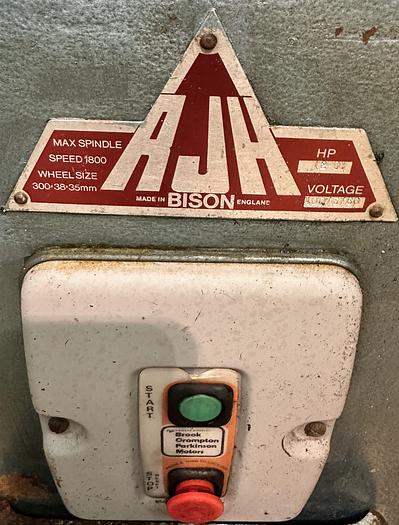 RJH
MAX SPINDLE
SPEED 1800
WHEEL SIZE
300·38·35mm
HP
VOLTAGE
MADE IN BISON ENGLAND
START
Brook
Crompton
Parkinson
Motors
STOP